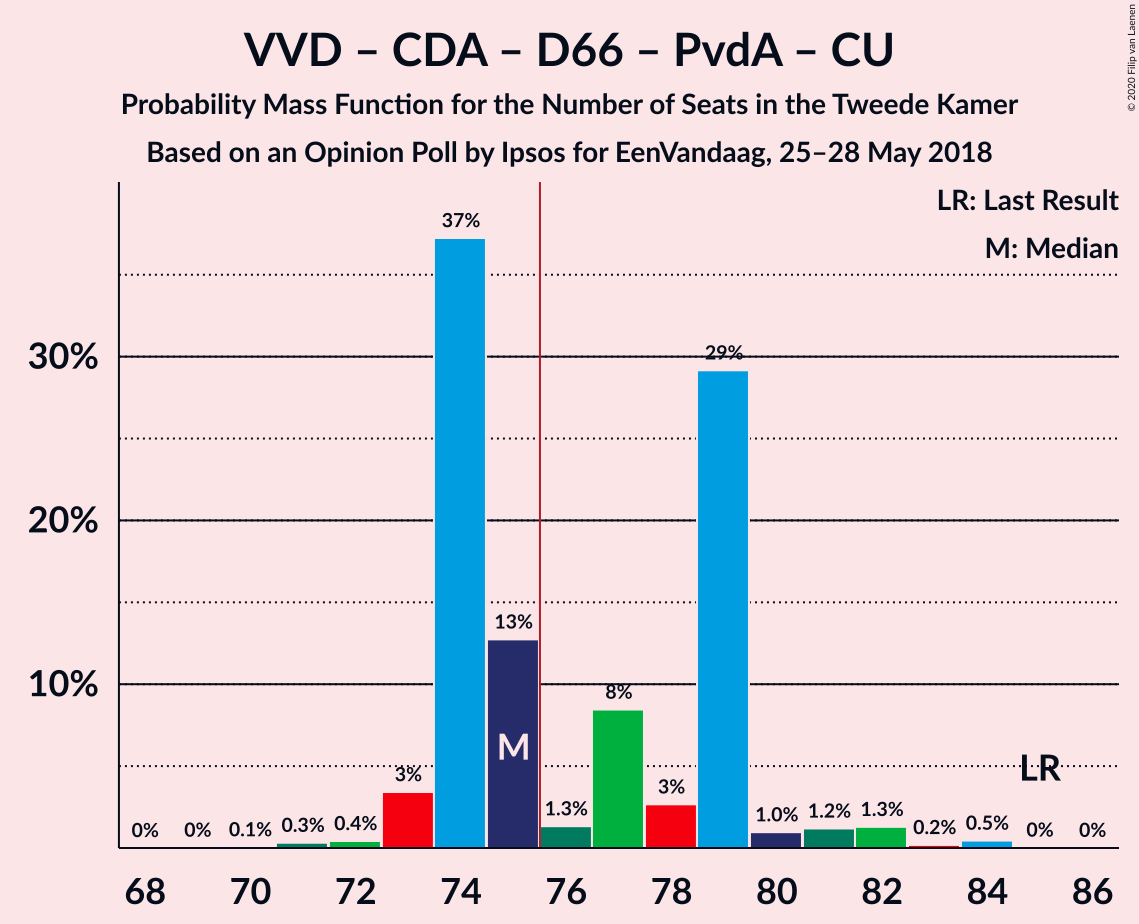 VVD – CDA – D66 – PvdA – CU
Probability Mass Function for the Number of Seats in the Tweede Kamer
Based on an Opinion Poll by Ipsos for EenVandaag, 25–28 May 2018
© 2020 Filip van Laenen
LR: Last Result
M: Median
30%
20%
10%
0% 0% 0.1% 0.3% 0.4% 3% 37% 13% 1.3% 8% 3% 29% 1.0% 1.2% 1.3% 0.2% 0.5% 0% 0%
M
LR
68 70 72 74 76 78 80 82 84 86